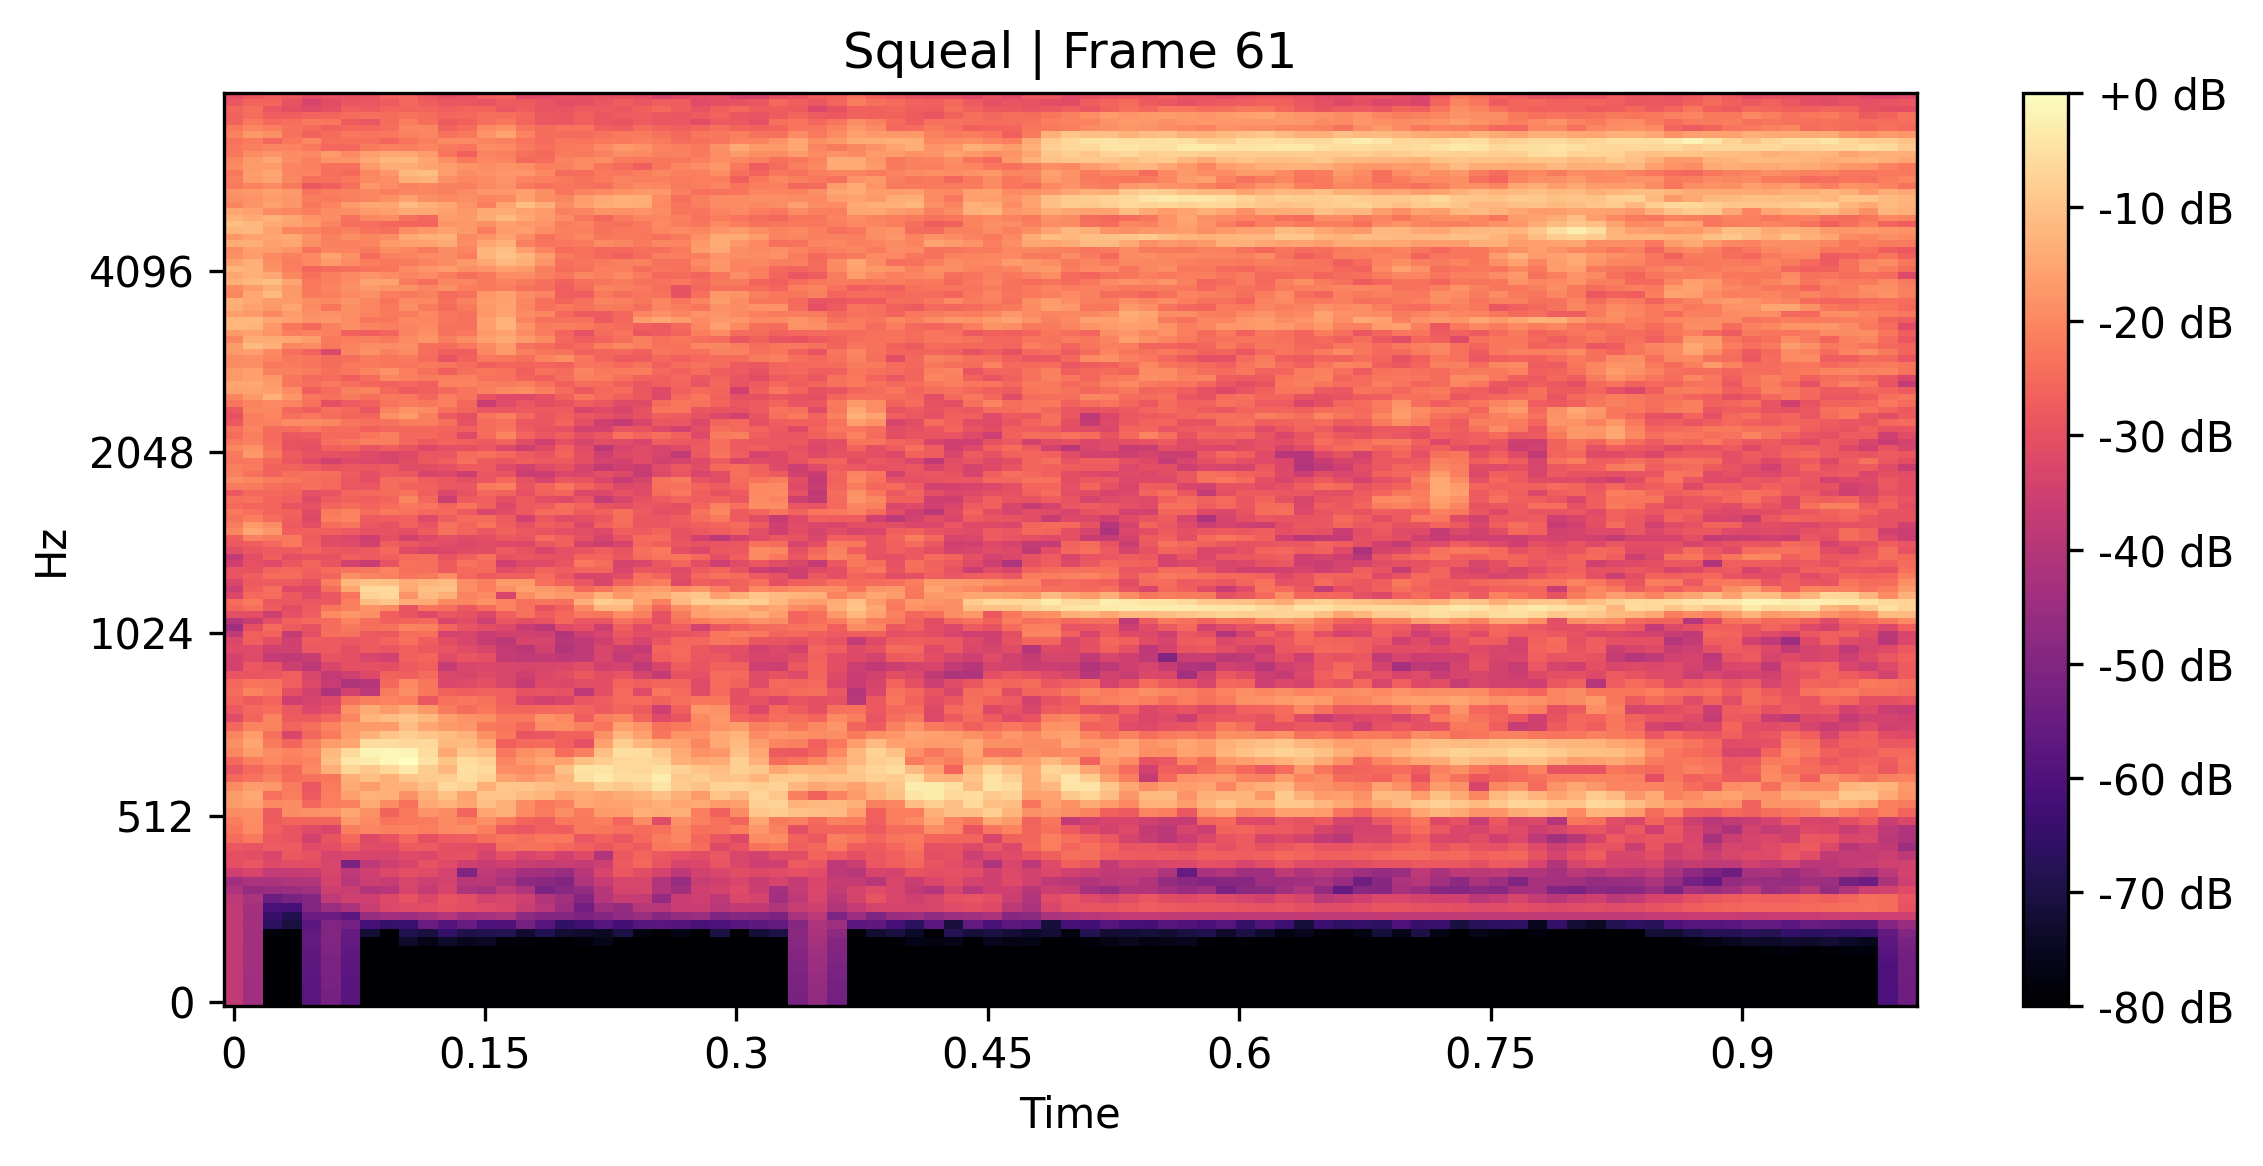 Squeal | Frame 61
+0 dB
-10 dB
-20 dB
-30 dB
-40 dB
-50 dB
-60 dB
-70 dB
-80 dB
Hz
4096
2048
1024
512
0
0 0.15 0.3 0.45 0.6 0.75 0.9
Time